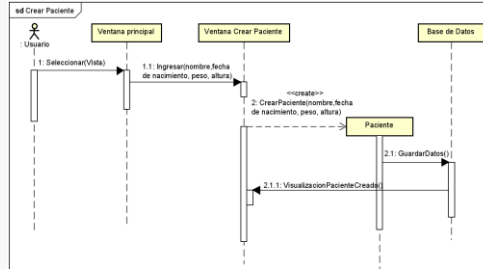 sd Crear Paciente
: Usuario
Ventana principal
Ventana Crear Paciente
Base de Datos
1: Seleccionar(Vista)
1.1: Ingresar(nombre,fecha
de nacimiento, peso, altura)
<<create>>
2: CrearPaciente(nombre,fecha
de nacimiento, peso, altura)
Paciente
2.1: GuardarDatos()
2.1.1: VisualizacionPacienteCreado()